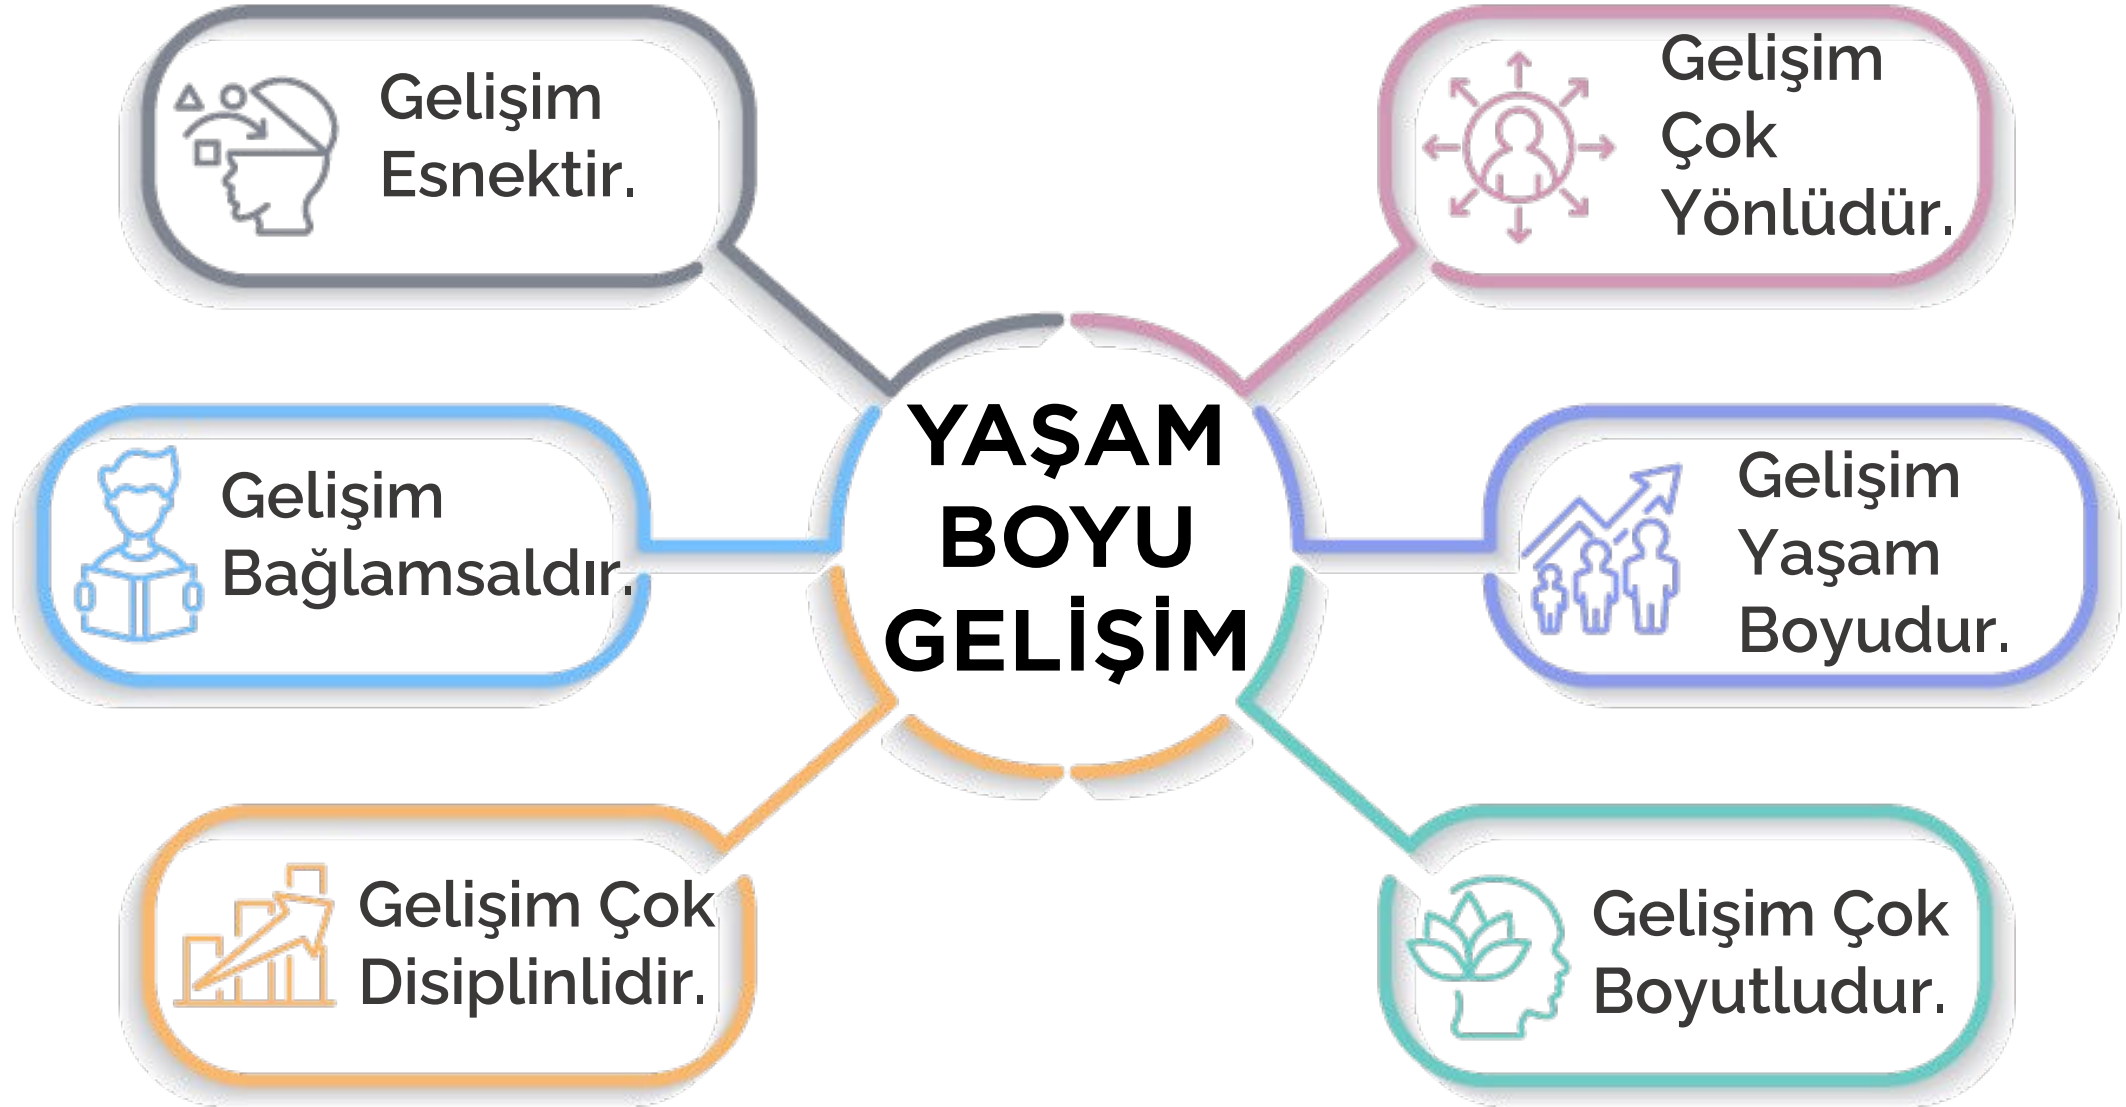 Gelişim
Esnektir.
Gelişim
Çok
Yönlüdür.
YAŞAM
BOYU
GELİŞİM
Gelişim
Bağlamsaldır.
Gelişim
Yaşam
Boyudur.
Gelişim Çok
Disiplinlidir.
Gelişim Çok
Boyutludur.